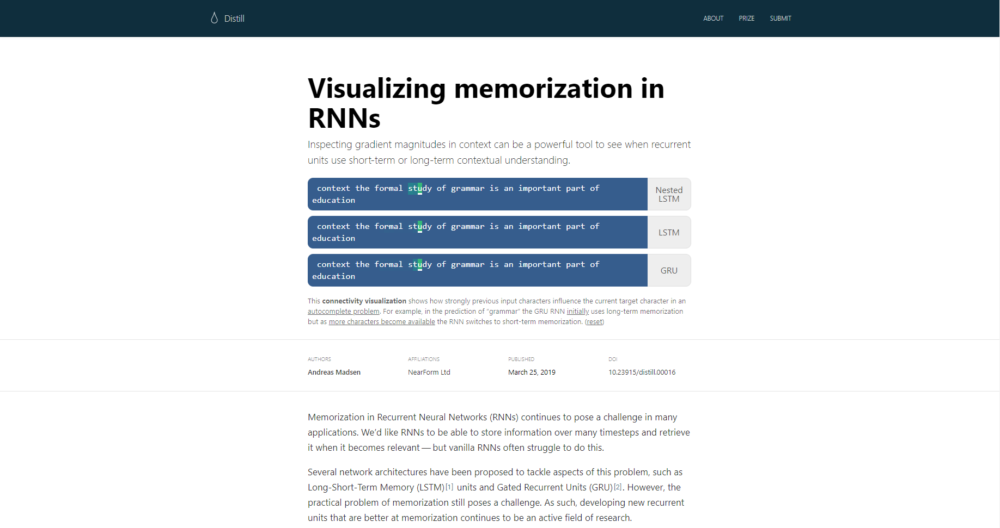 Distill
ABOUT PRIZE SUBMIT
Visualizing memorization in
RNNs
Inspecting gradient magnitudes in context can be a powerful tool to see when recurrent
units use short-term or long-term contextual understanding.
context the formal study of grammar is an important part of
education
Nested
LSTM
context the formal study of grammar is an important part of
education
LSTM
context the formal study of grammar is an important part of
education
GRU
This connectivity visualization shows how strongly previous input characters influence the current target character in an
autocomplete problem. For example, in the prediction of “grammar” the GRU RNN initially uses long-term memorization
but as more characters become available the RNN switches to short-term memorization. (reset)
AUTHORS
Andreas Madsen
AFFILIATIONS
NearForm Ltd
PUBLISHED
March 25, 2019
DOI
10.23915/distill.00016
Memorization in Recurrent Neural Networks (RNNs) continues to pose a challenge in many
applications. We’d like RNNs to be able to store information over many timesteps and retrieve
it when it becomes relevant — but vanilla RNNs often struggle to do this.
Several network architectures have been proposed to tackle aspects of this problem, such as
Long-Short-Term Memory (LSTM)[1] units and Gated Recurrent Units (GRU)[2]. However, the
practical problem of memorization still poses a challenge. As such, developing new recurrent
units that are better at memorization continues to be an active field of research.